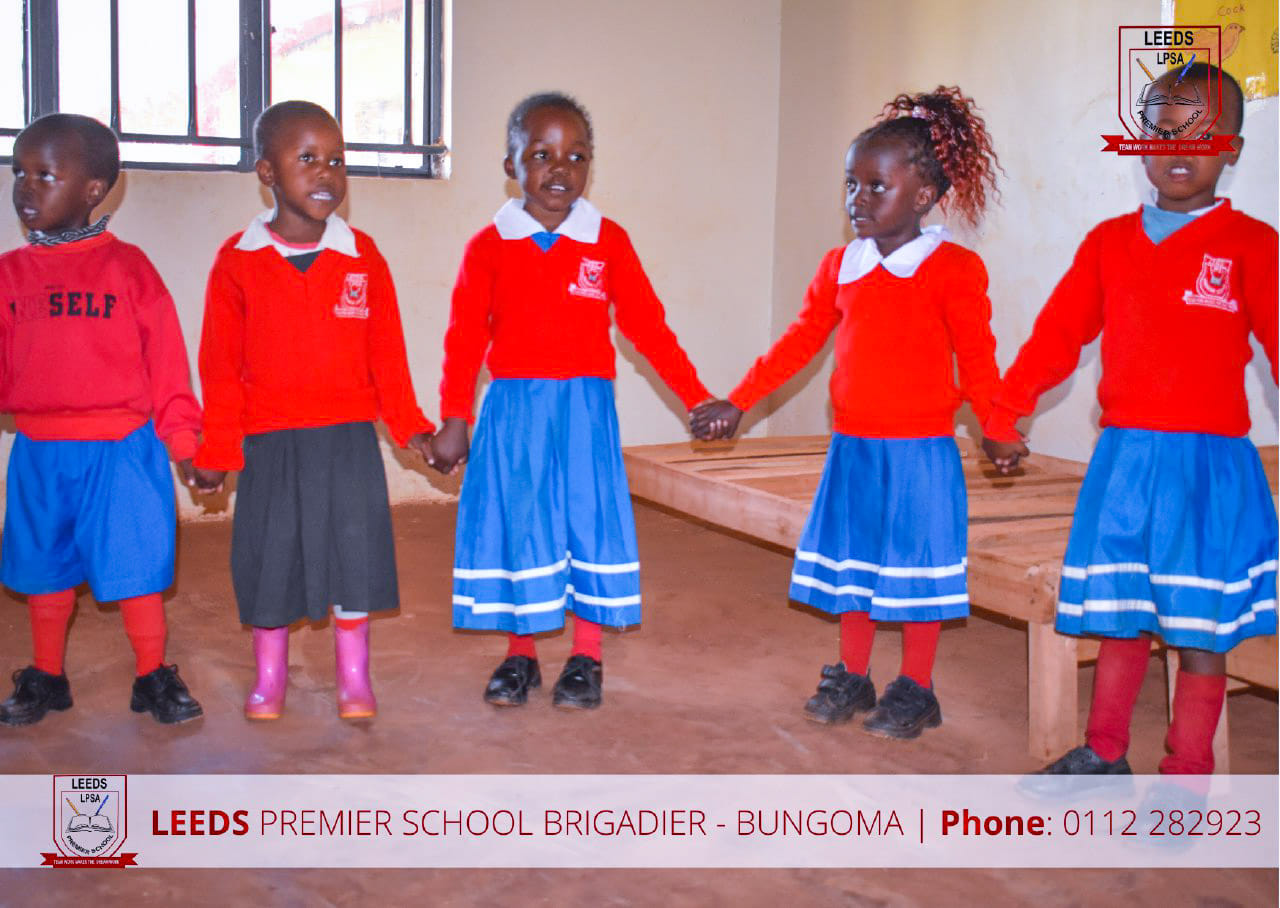 Cook
LEEDS
LPSA
PREMIER SCHOOL
TEAM WORK MAKES THE DREAM WORK
SELF
LEEDS
LPSA
PREMIER SCHOOL
TEAM WORK MAKES THE DREAM WORK
LEEDS PREMIER SCHOOL BRIGADIER - BUNGOMA | Phone: 0112 282923